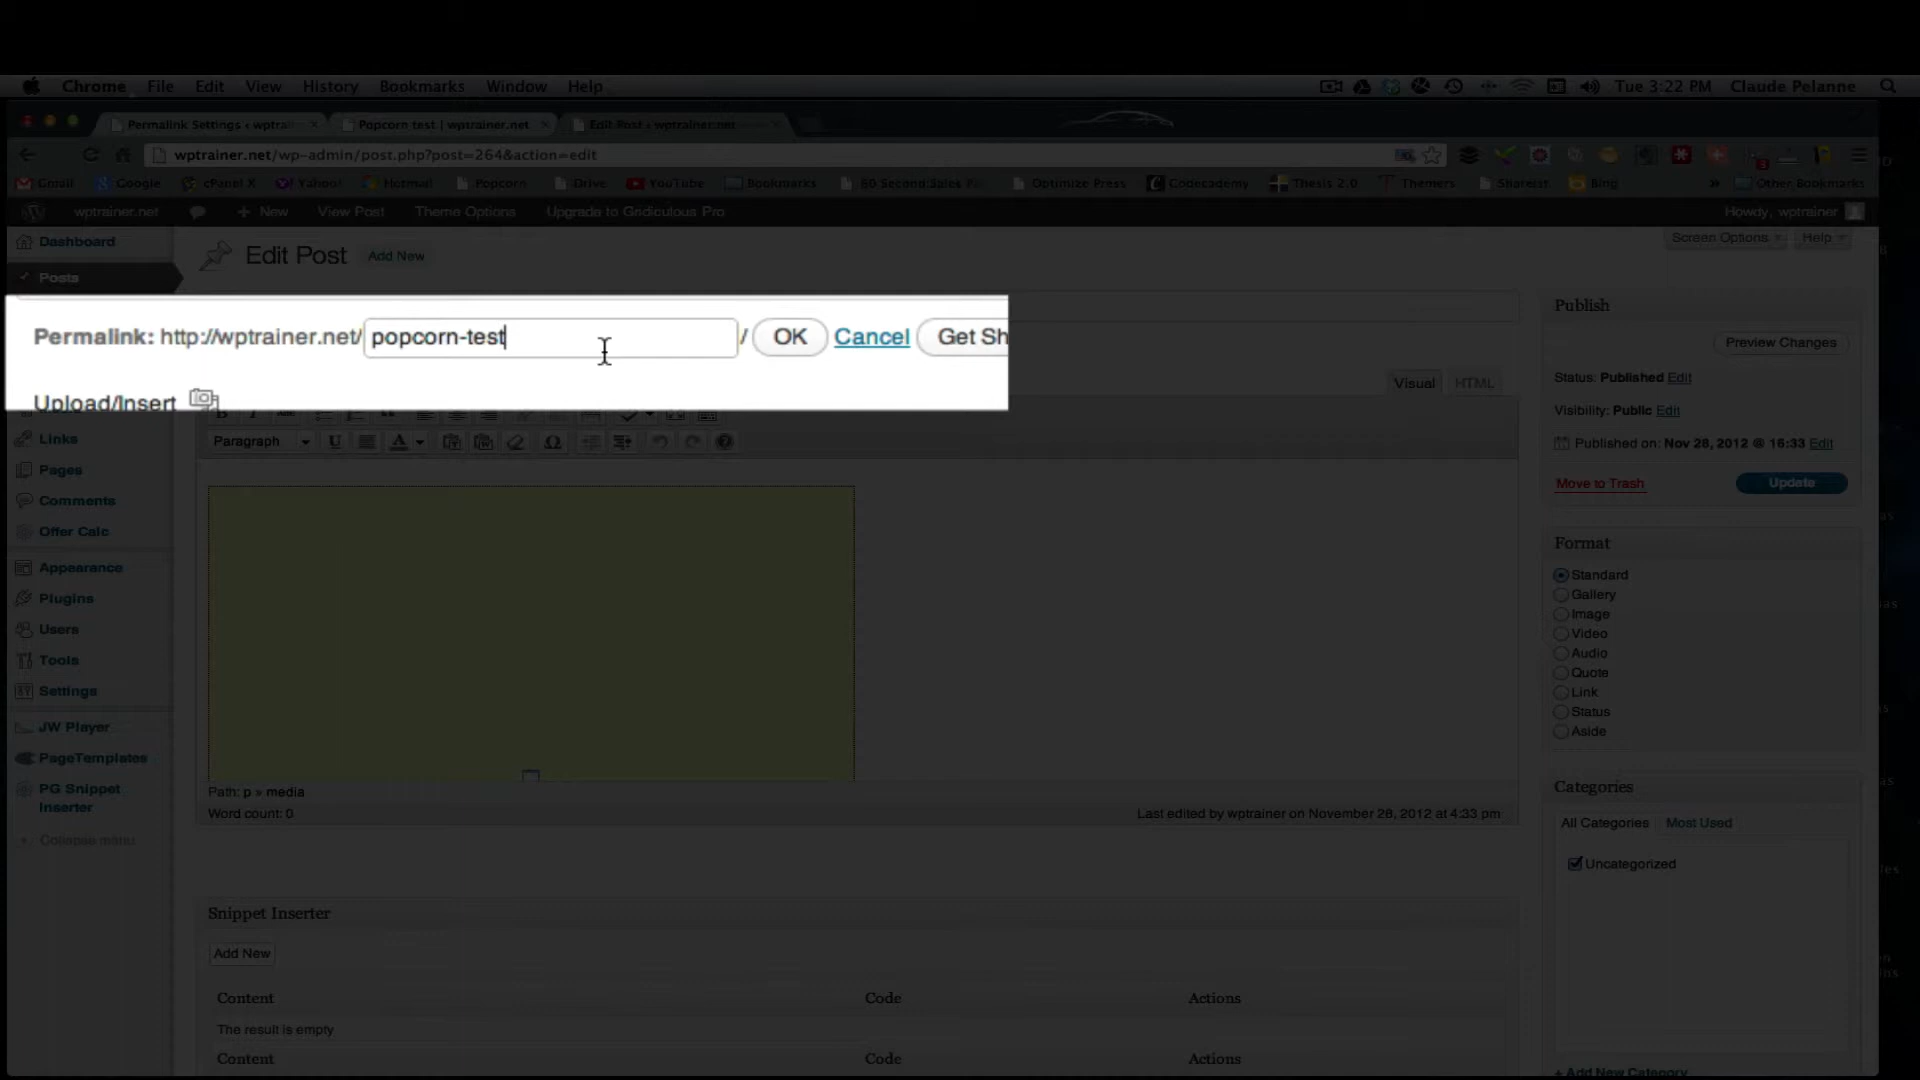 Chrome File Edit View History Bookmarks Window Help Tue 3:22 PM Claude Pelanne
Permalink Settings ‹ wptrai Popcorn test | wptrainer.net Edit Post ‹ wptrainer.net
wptrainer.net/wp-admin/post.php?post=264&action=edit
Gmail Google cPanel X Yahoo! Hotmail Popcorn Drive YouTube Bookmarks 60 Second Sales Pa Optimize Press Codecademy Thesis 2.0 Themers Shareist Bing » Other Bookmarks
wptrainer.net + New View Post Theme Options Upgrade to Gridiculous Pro Howdy, wptrainer
Dashboard
Edit Post Add New
Screen Options Help
Posts
Permalink: http://wptrainer.net/popcorn-test / OK Cancel Get Sh
Upload/Insert
Visual HTML
Paragraph
Links
Pages
Comments
Offer Calc
Appearance
Plugins
Users
Tools
Settings
JW Player
PageTemplates
PG Snippet
Inserter
Collapse menu
Path: p » media
Word count: 0 Last edited by wptrainer on November 28, 2012 at 4:33 pm
Snippet Inserter
Add New
Content Code Actions
The result is empty
Content Code Actions
Publish
Preview Changes
Status: Published Edit
Visibility: Public Edit
Published on: Nov 28, 2012 @ 16:33 Edit
Move to Trash Update
Format
Standard
Gallery
Image
Video
Audio
Quote
Link
Status
Aside
Categories
All Categories Most Used
Uncategorized
+ Add New Category